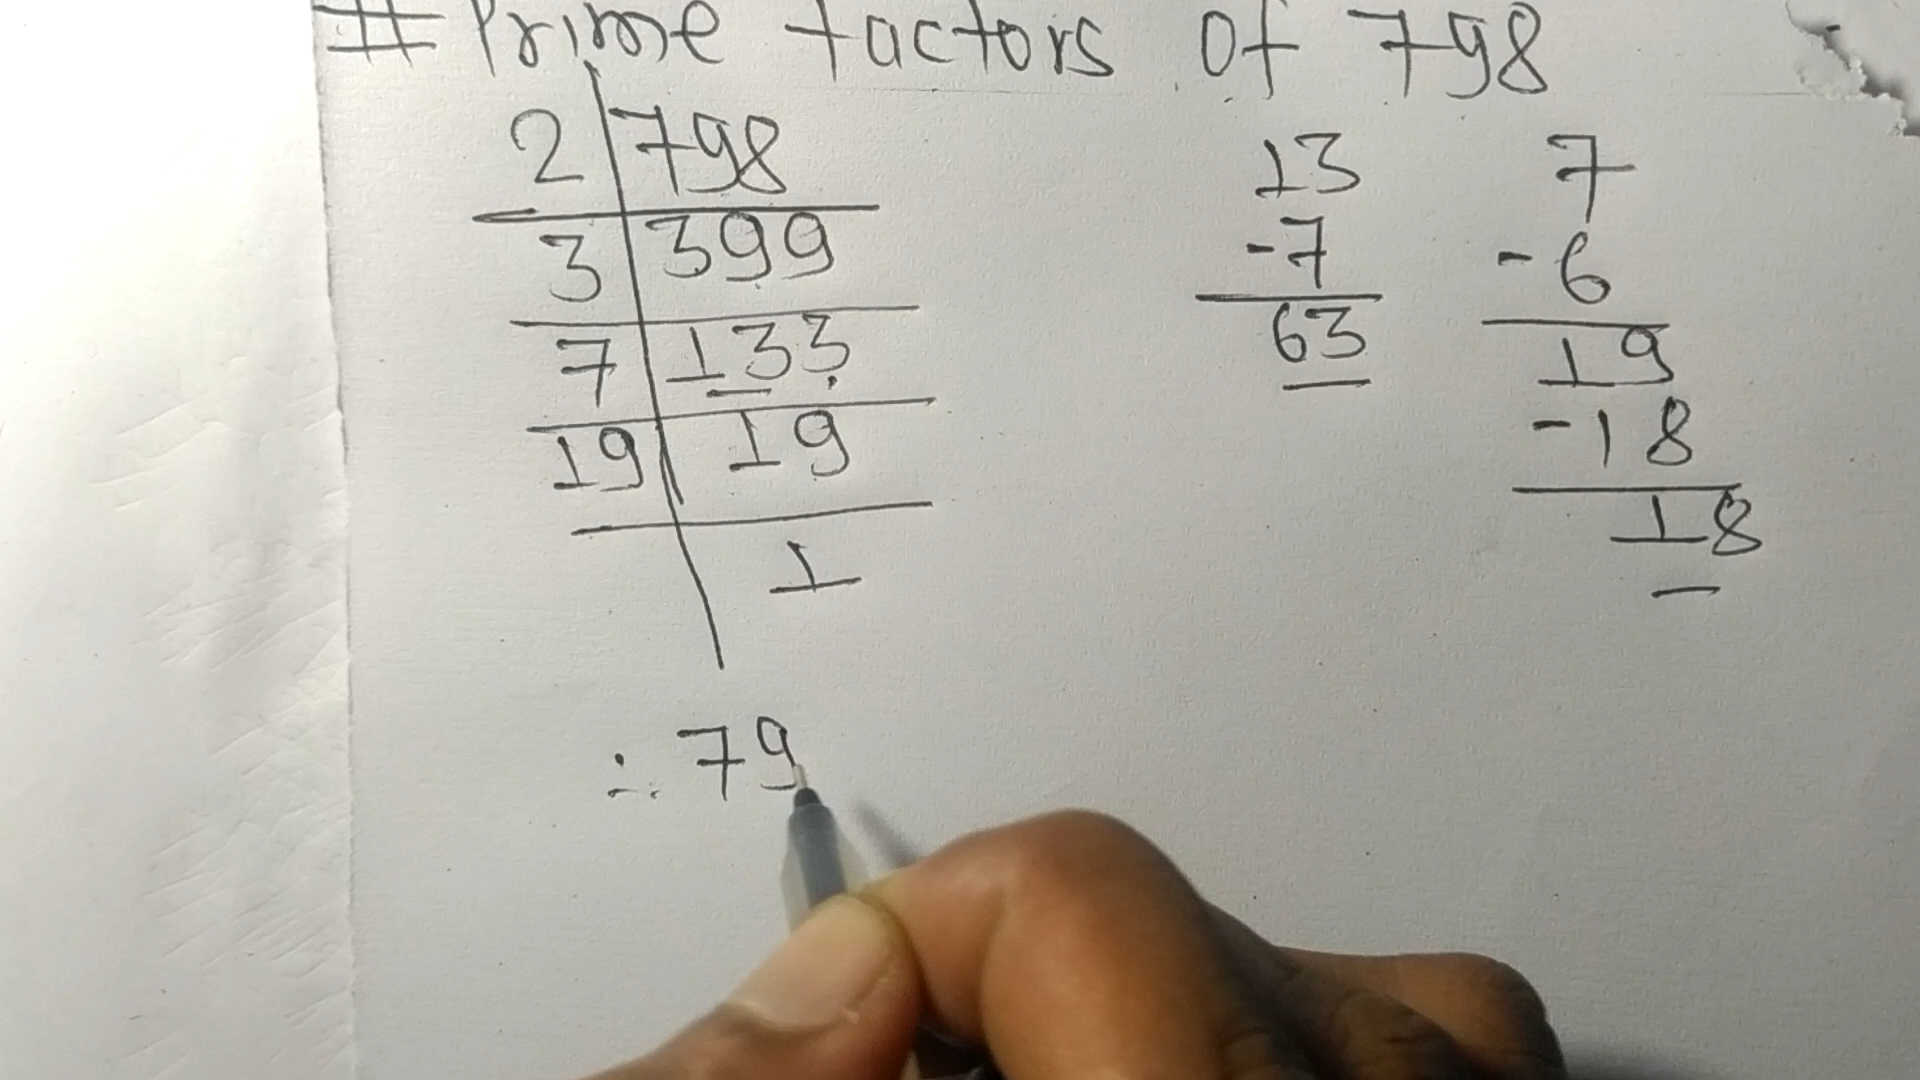 # Prime factors of 798
2 | 798
3 | 399
7 | 133
19 | 19
1
∴ 79
13
-7
63
7
-6
19
-18
18